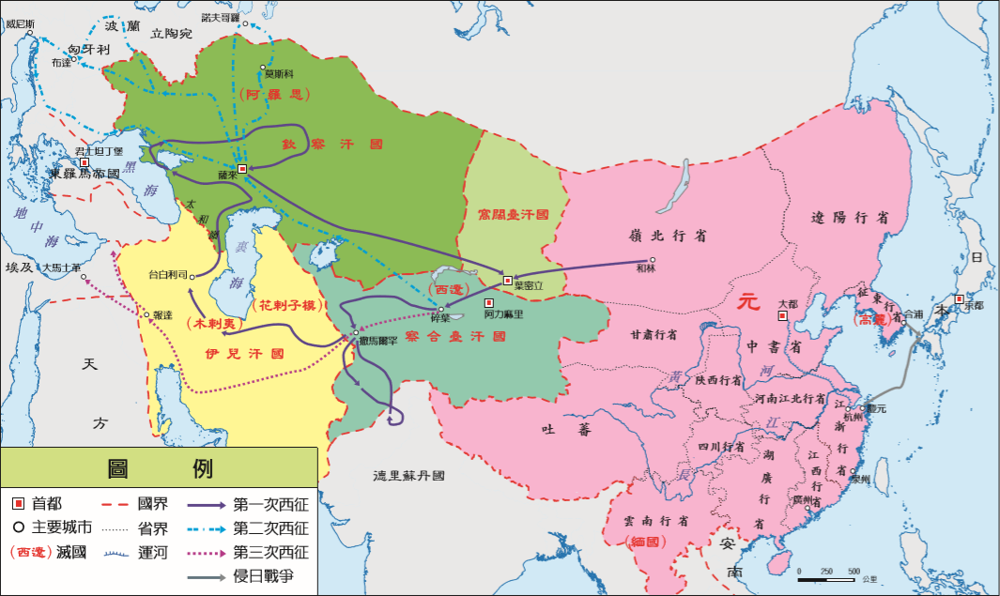 威尼斯
波蘭
立陶宛
諾夫哥羅
匈牙利
布達
莫斯科
(阿羅思)
欽察汗國
君士坦丁堡
東羅馬帝國
黑海
薩來
太和嶺
地中海
埃及
大馬士革
裏海
台白利司
報達
(木剌夷)
(花剌子模)
伊兒汗國
天方
窩闊臺汗國
(西遼)
葉密立
碎葉
阿力麻里
撒馬爾罕
察合臺汗國
嶺北行省
和林
遼陽行省
元
大都
征東行省
(高麗)
合浦
日本
京都
甘肅行省
中書省
黃河
陝西行省
河南江北行省
慶元
杭州
江浙行省
吐蕃
四川行省
長江
湖廣行省
江西行省
泉州
廣州
德里蘇丹國
雲南行省
(緬國)
安南
0 250 500 公里
圖例
首都
國界
第一次西征
主要城市
省界
第二次西征
(西遼)滅國
運河
第三次西征
侵日戰爭